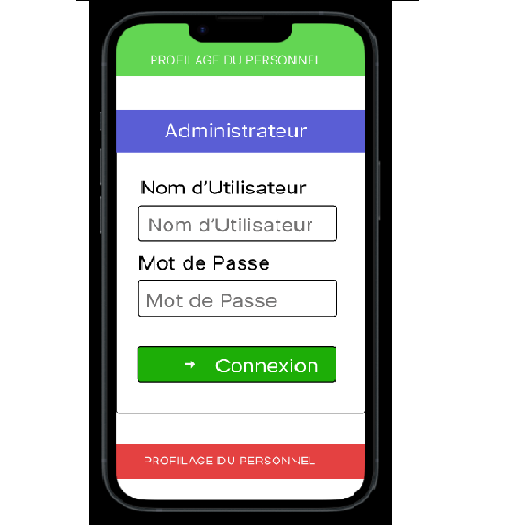 PROFILAGE DU PERSONNEL
Administrateur
Nom d'Utilisateur
Nom d'Utilisateur
Mot de Passe
Mot de Passe
→ Connexion
PROFILAGE DU PERSONNEL